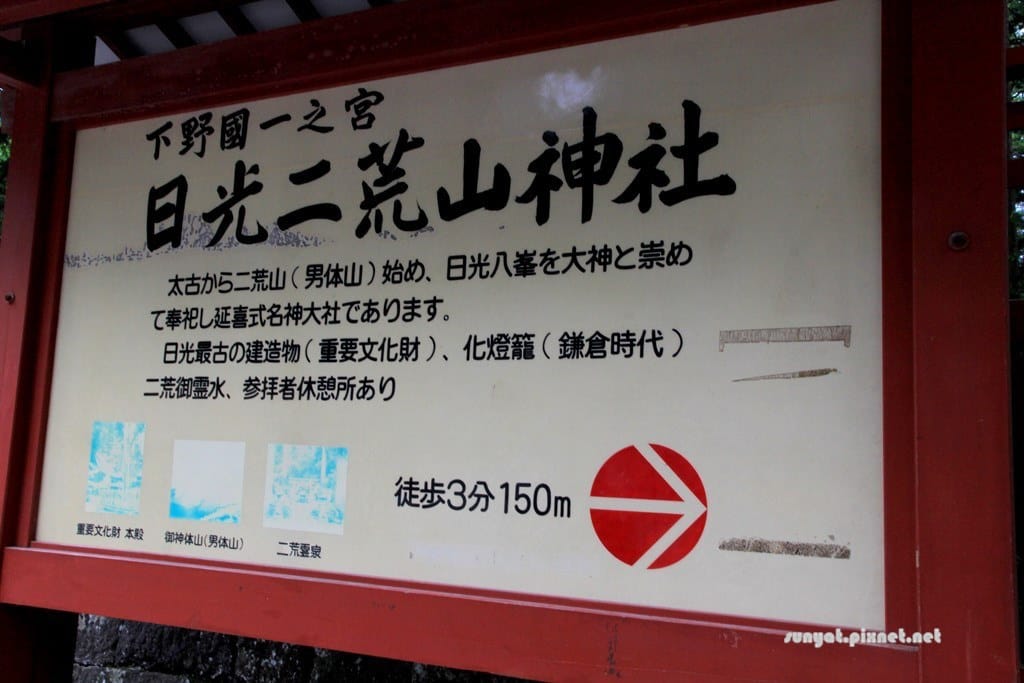 下野國一之宮
日光二荒山神社
太古から二荒山(男体山)始め、日光八峯を大神と崇め
て奉祀し延喜式名神大社であります。
日光最古の建造物(重要文化財)、化燈籠(鎌倉時代)
二荒御霊水、参拝者休憩所あり
重要文化財 本殿
御神体山(男体山)
二荒霊泉
徒歩3分150m
sunyat.pixnet.net